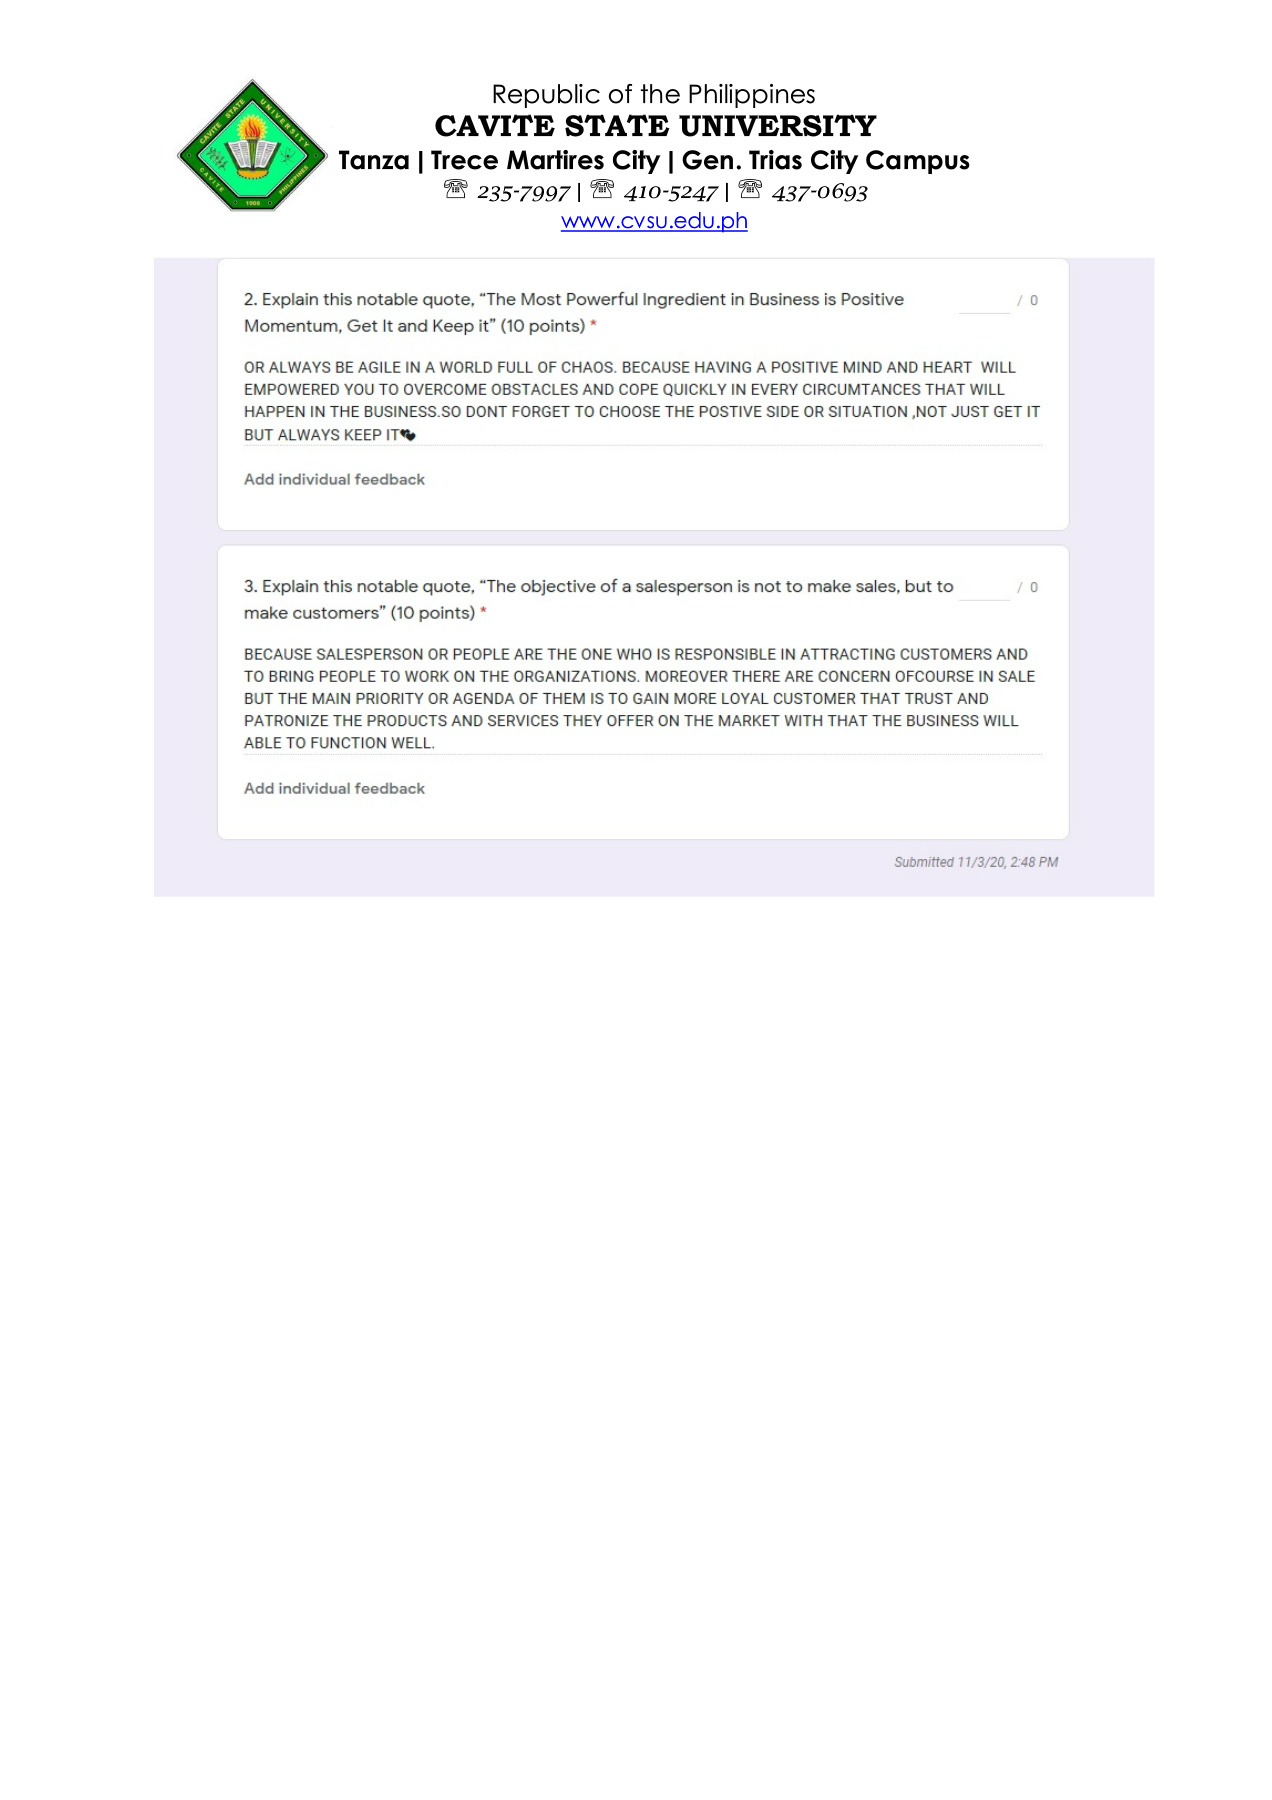 CAVITE STATE UNIVERSITY
CAVITE PHILIPPINES
1906
Republic of the Philippines
CAVITE STATE UNIVERSITY
Tanza | Trece Martires City | Gen. Trias City Campus
☏ 235-7997 | ☏ 410-5247 | ☏ 437-0693
www.cvsu.edu.ph
2. Explain this notable quote, “The Most Powerful Ingredient in Business is Positive / 0
Momentum, Get It and Keep it” (10 points) *
OR ALWAYS BE AGILE IN A WORLD FULL OF CHAOS. BECAUSE HAVING A POSITIVE MIND AND HEART WILL
EMPOWERED YOU TO OVERCOME OBSTACLES AND COPE QUICKLY IN EVERY CIRCUMTANCES THAT WILL
HAPPEN IN THE BUSINESS.SO DONT FORGET TO CHOOSE THE POSTIVE SIDE OR SITUATION ,NOT JUST GET IT
BUT ALWAYS KEEP IT💕
Add individual feedback
3. Explain this notable quote, “The objective of a salesperson is not to make sales, but to / 0
make customers” (10 points) *
BECAUSE SALESPERSON OR PEOPLE ARE THE ONE WHO IS RESPONSIBLE IN ATTRACTING CUSTOMERS AND
TO BRING PEOPLE TO WORK ON THE ORGANIZATIONS. MOREOVER THERE ARE CONCERN OFCOURSE IN SALE
BUT THE MAIN PRIORITY OR AGENDA OF THEM IS TO GAIN MORE LOYAL CUSTOMER THAT TRUST AND
PATRONIZE THE PRODUCTS AND SERVICES THEY OFFER ON THE MARKET WITH THAT THE BUSINESS WILL
ABLE TO FUNCTION WELL.
Add individual feedback
Submitted 11/3/20, 2:48 PM